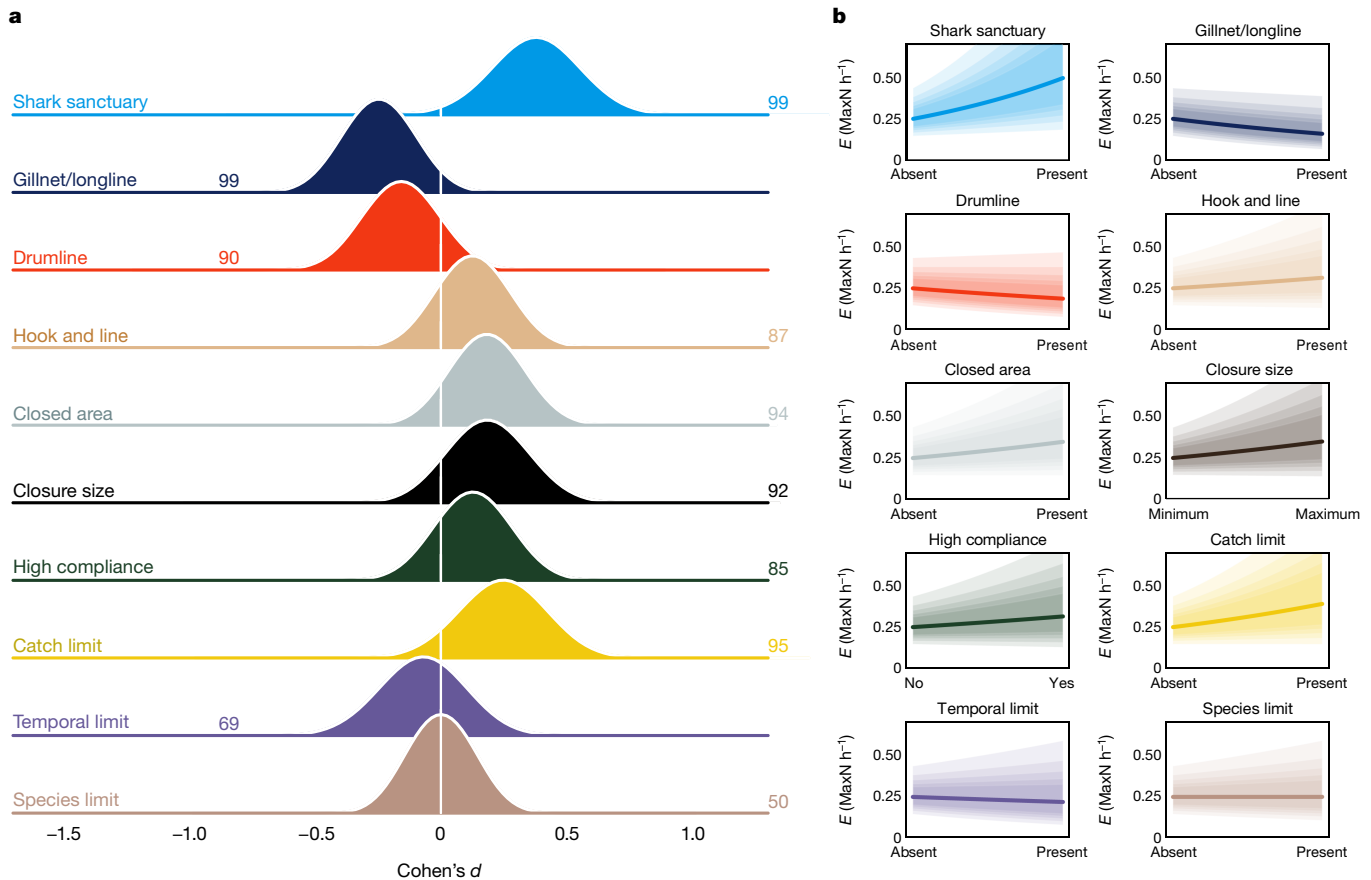 a
Shark sanctuary 99
Gillnet/longline 99
Drumline 90
Hook and line 87
Closed area 94
Closure size 92
High compliance 85
Catch limit 95
Temporal limit 69
Species limit 50
–1.5 –1.0 –0.5 0 0.5 1.0
Cohen's d
b
Shark sanctuary
E (MaxN h⁻¹)
0.50
0.25
0
Absent Present
Gillnet/longline
E (MaxN h⁻¹)
0.50
0.25
0
Absent Present
Drumline
E (MaxN h⁻¹)
0.50
0.25
0
Absent Present
Hook and line
E (MaxN h⁻¹)
0.50
0.25
0
Absent Present
Closed area
E (MaxN h⁻¹)
0.50
0.25
0
Absent Present
Closure size
E (MaxN h⁻¹)
0.50
0.25
0
Minimum Maximum
High compliance
E (MaxN h⁻¹)
0.50
0.25
0
No Yes
Catch limit
E (MaxN h⁻¹)
0.50
0.25
0
Absent Present
Temporal limit
E (MaxN h⁻¹)
0.50
0.25
0
Absent Present
Species limit
E (MaxN h⁻¹)
0.50
0.25
0
Absent Present